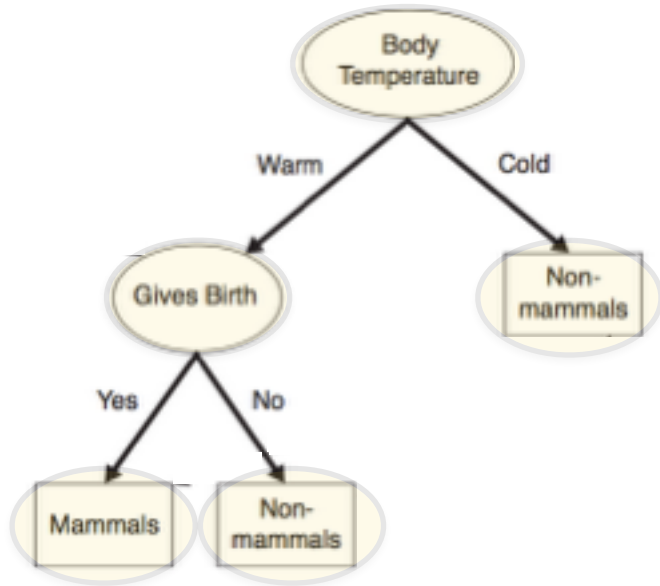 Body
Temperature
Warm
Cold
Gives Birth
Non-
mammals
Yes
No
Mammals
Non-
mammals